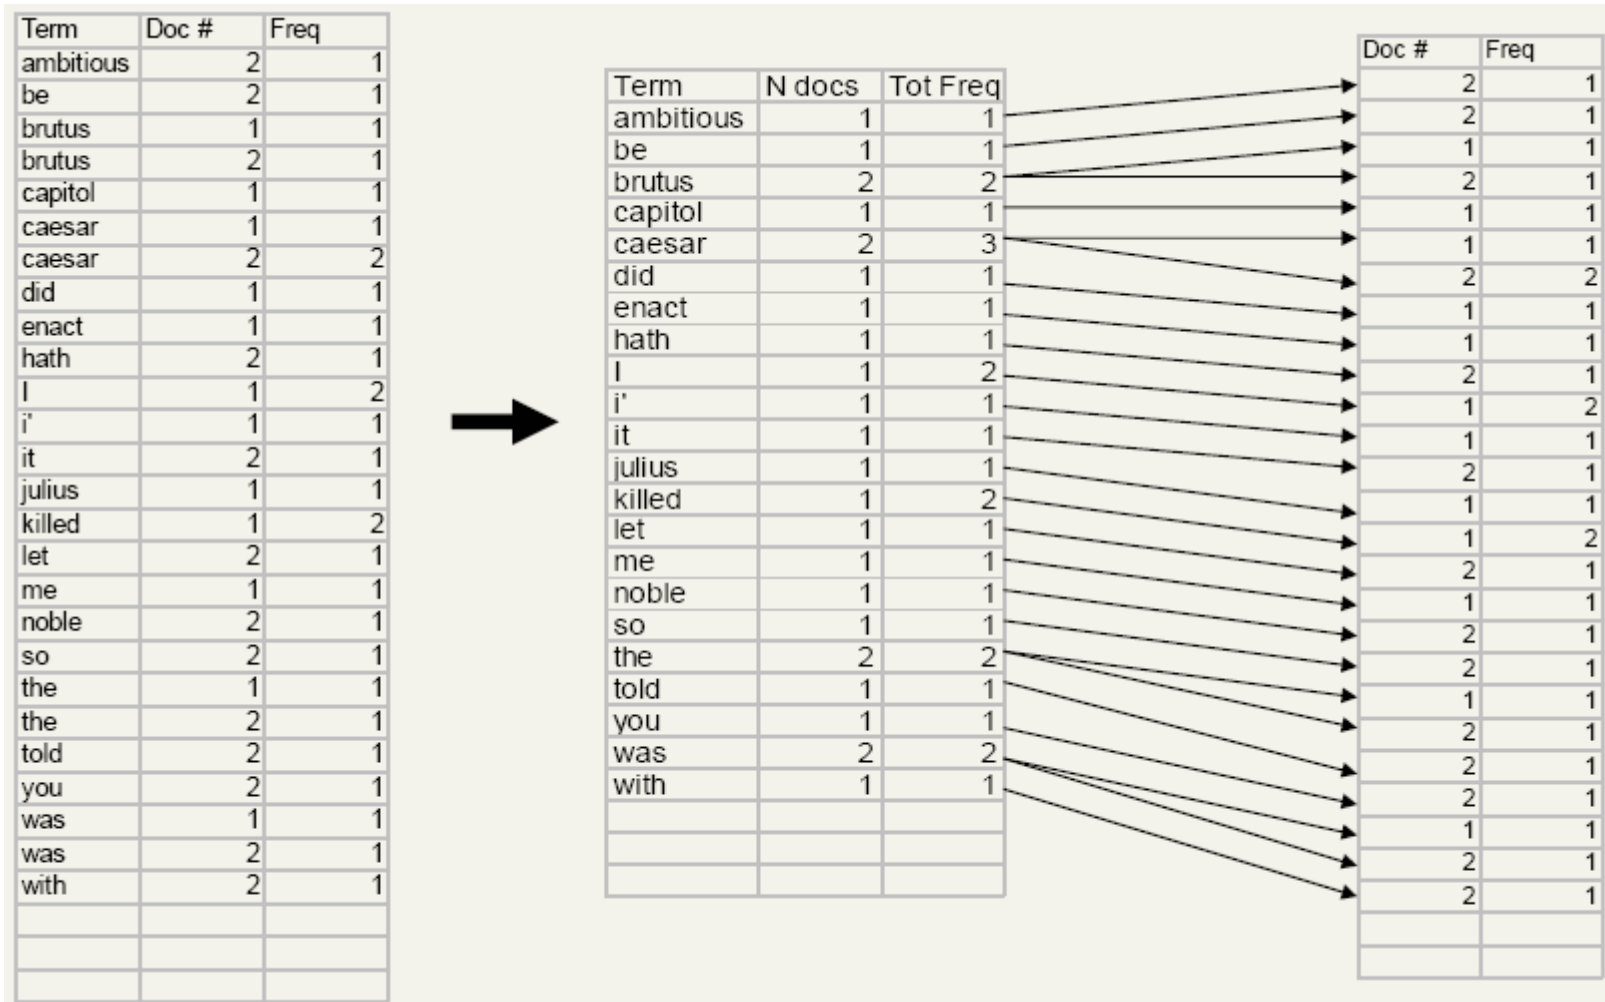 Term Doc # Freq
ambitious 2 1
be 2 1
brutus 1 1
brutus 2 1
capitol 1 1
caesar 1 1
caesar 2 2
did 1 1
enact 1 1
hath 2 1
I 1 2
i' 1 1
it 2 1
julius 1 1
killed 1 2
let 2 1
me 1 1
noble 2 1
so 2 1
the 1 1
the 2 1
told 2 1
you 2 1
was 1 1
was 2 1
with 2 1
Term N docs Tot Freq
ambitious 1 1
be 1 1
brutus 2 2
capitol 1 1
caesar 2 3
did 1 1
enact 1 1
hath 1 1
I 1 2
i' 1 1
it 1 1
julius 1 1
killed 1 2
let 1 1
me 1 1
noble 1 1
so 1 1
the 2 2
told 1 1
you 1 1
was 2 2
with 1 1
Doc # Freq
2 1
2 1
1 1
2 1
1 1
1 1
2 2
1 1
1 1
2 1
1 2
1 1
2 1
1 1
1 2
2 1
1 1
2 1
2 1
1 1
2 1
2 1
2 1
1 1
2 1
2 1